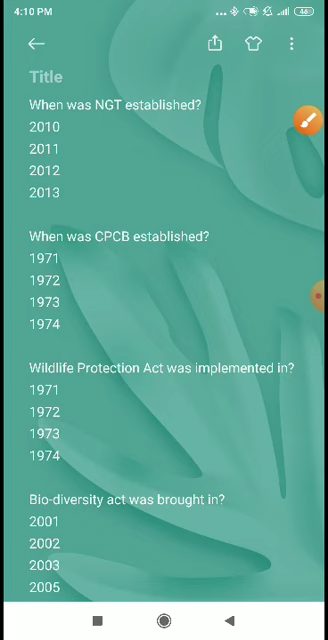 4:10 PM
Title
When was NGT established?
2010
2011
2012
2013
When was CPCB established?
1971
1972
1973
1974
Wildlife Protection Act was implemented in?
1971
1972
1973
1974
Bio-diversity act was brought in?
2001
2002
2003
2005